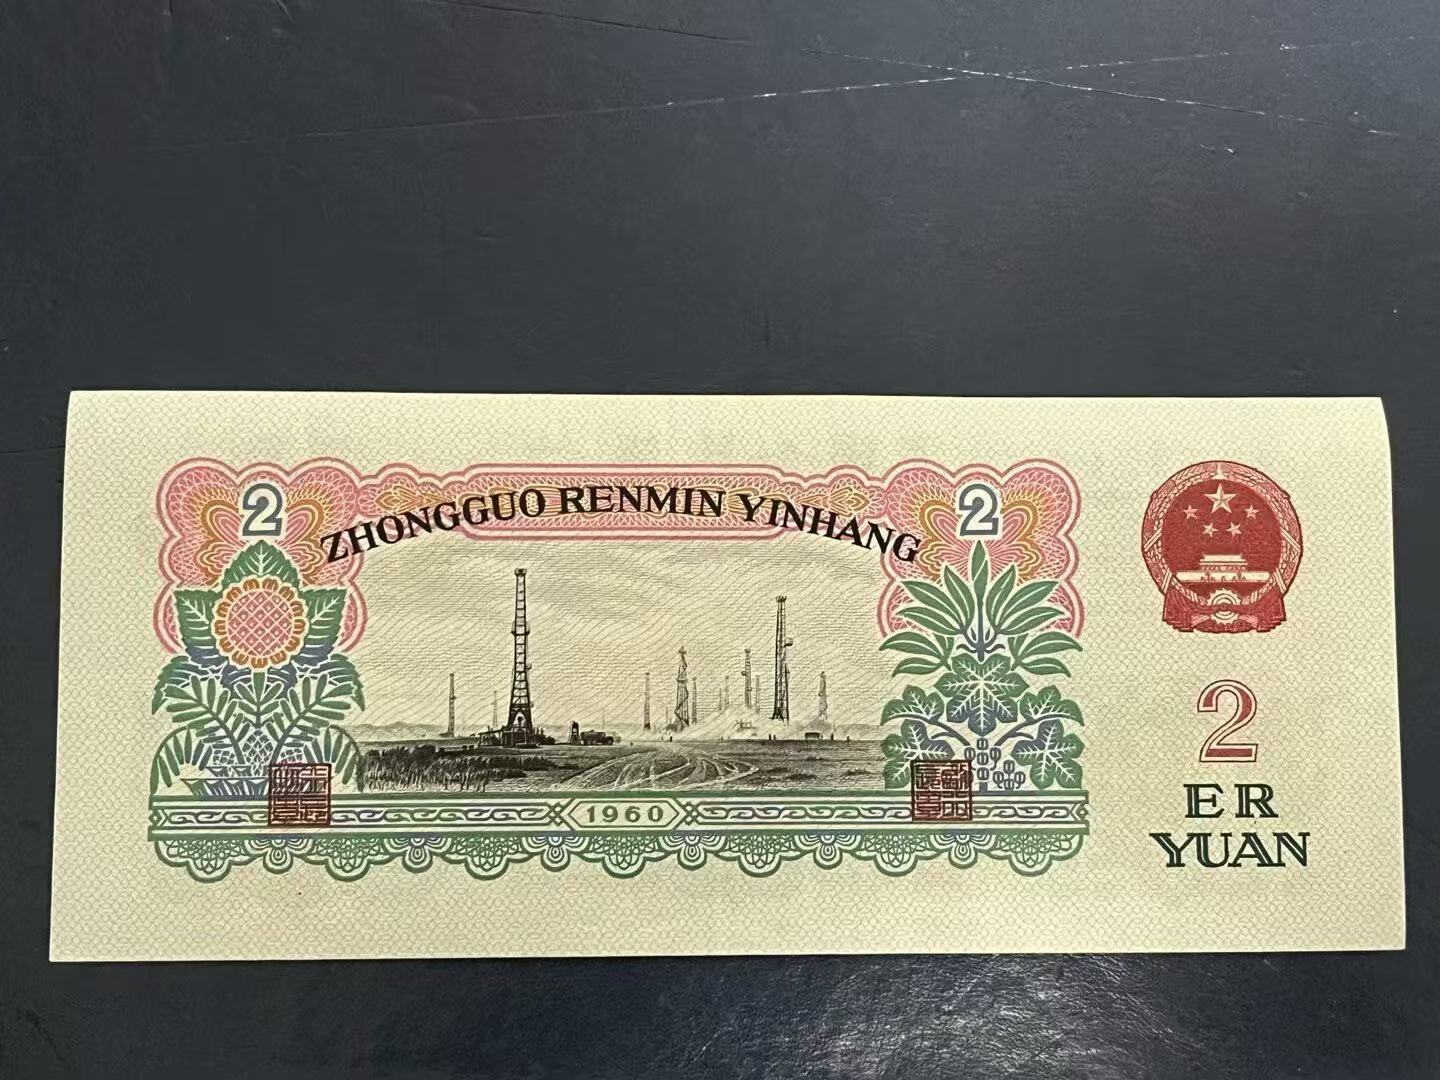 2
ZHONGGUO RENMIN YINHANG
2
1960
2
ER
YUAN